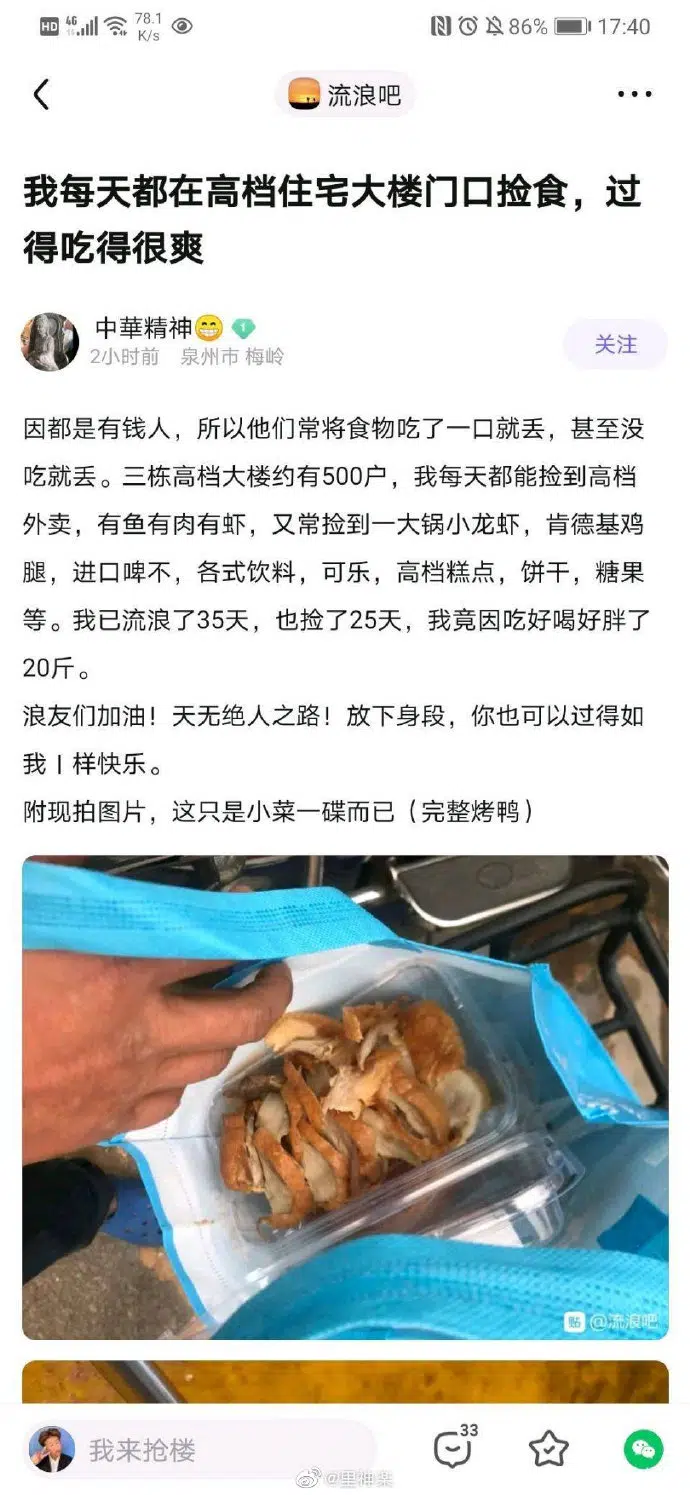 HD 4G 78.1 K/s 86% 17:40
流浪吧
我每天都在高档住宅大楼门口捡食，过
得吃得很爽
中華精神😁 1
2小时前 泉州市 梅岭
关注
因都是有钱人，所以他们常将食物吃了一口就丢，甚至没
吃就丢。三栋高档大楼约有500户，我每天都能捡到高档
外卖，有鱼有肉有虾，又常捡到一大锅小龙虾，肯德基鸡
腿，进口啤不，各式饮料，可乐，高档糕点，饼干，糖果
等。我已流浪了35天，也捡了25天，我竟因吃好喝好胖了
20斤。
浪友们加油！天无绝人之路！放下身段，你也可以过得如
我丨样快乐。
附现拍图片，这只是小菜一碟而已（完整烤鸭）
贴 @流浪吧
我来抢楼
33
@里神楽